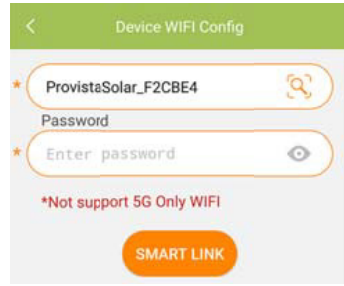 Device WIFI Config
* ProvistaSolar_F2CBE4
Password
* Enter password
*Not support 5G Only WIFI
SMART LINK